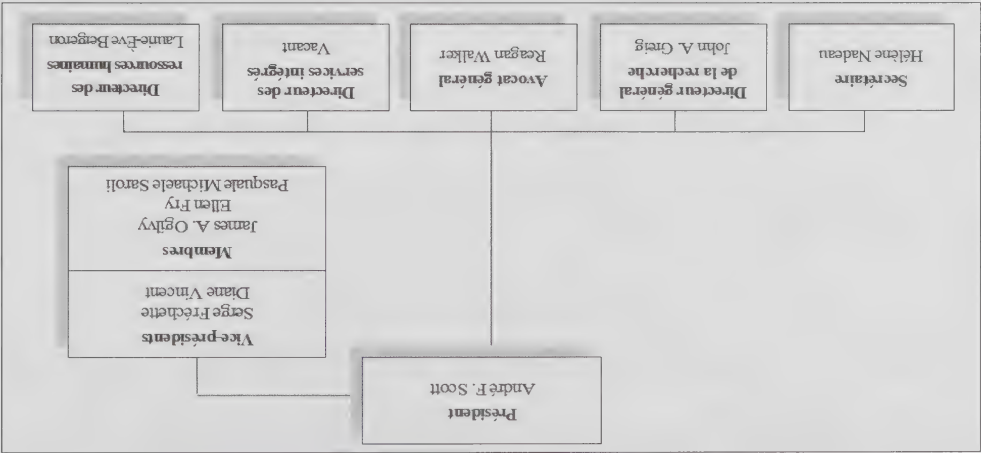 Président
André F. Scott
Vice-présidents
Serge Fréchette
Diane Vincent
Membres
James A. Ogilvy
Ellen Fry
Pasquale Michaele Saroli
Secrétaire
Hélène Nadeau
Directeur général
de la recherche
John A. Greig
Avocat général
Reagan Walker
Directeur des
services intégrés
Vacant
Directeur des
ressources humaines
Laurie-Ève Bergeron